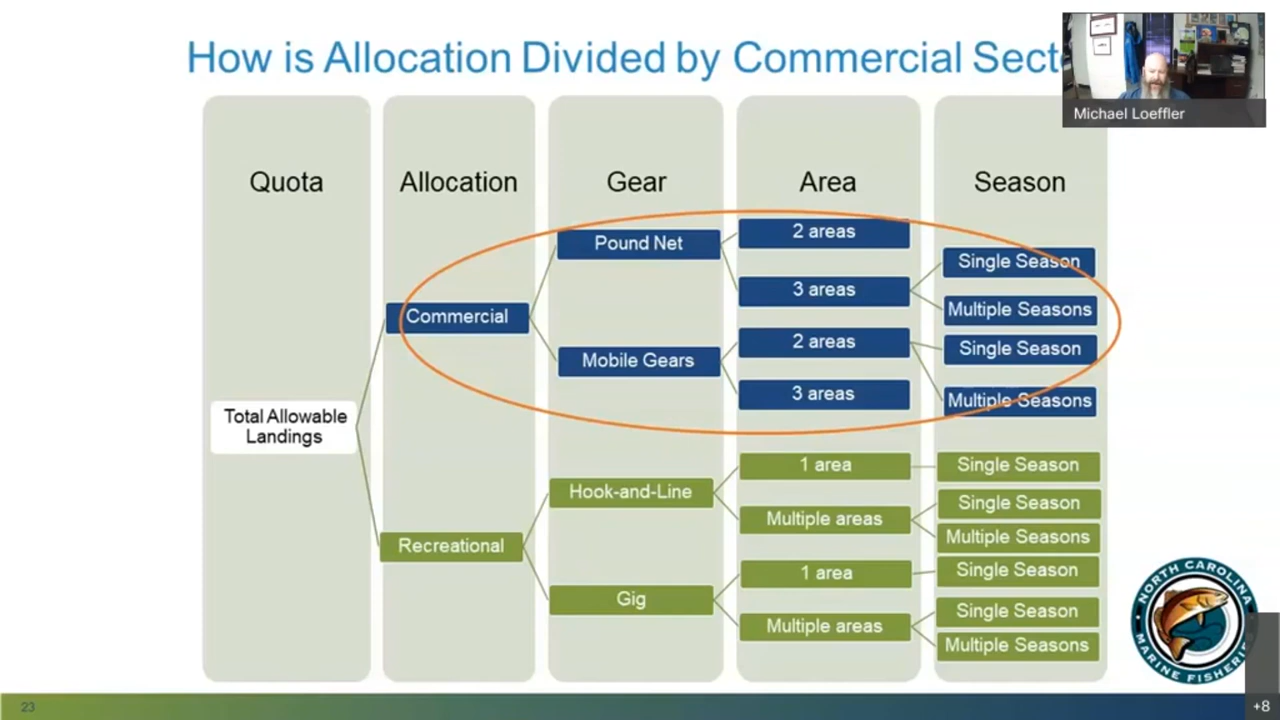 How is Allocation Divided by Commercial Sect
Michael Loeffler
Quota
Allocation
Gear
Area
Season
Total Allowable
Landings
Commercial
Pound Net
2 areas
3 areas
Single Season
Multiple Seasons
Mobile Gears
2 areas
3 areas
Single Season
Multiple Seasons
Recreational
Hook-and-Line
1 area
Single Season
Multiple areas
Single Season
Multiple Seasons
Gig
1 area
Single Season
Multiple areas
Single Season
Multiple Seasons
NORTH CAROLINA
MARINE FISHERIES
23
+8